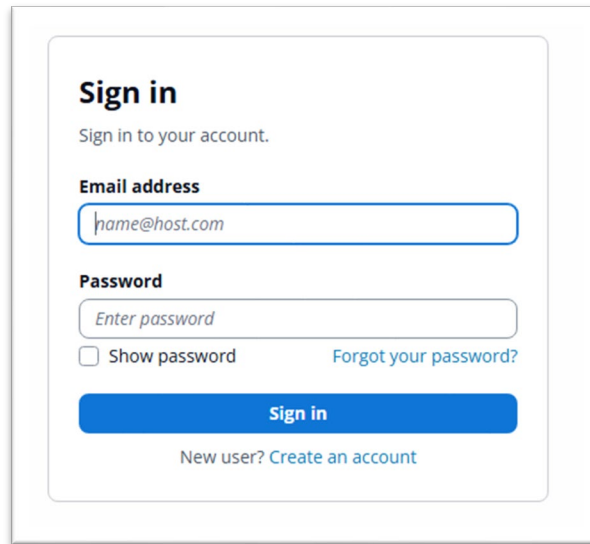 Sign in
Sign in to your account.
Email address
name@host.com
Password
Enter password
Show password Forgot your password?
Sign in
New user? Create an account